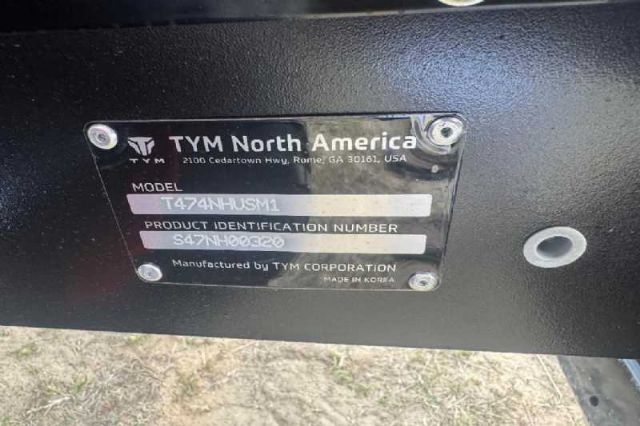 TYM North America
TYM
2100 Cedartown Hwy, Rome, GA 30161, USA
MODEL
T474NHUSM1
PRODUCT IDENTIFICATION NUMBER
S47NH00320
Manufactured by TYM CORPORATION
MADE IN KOREA